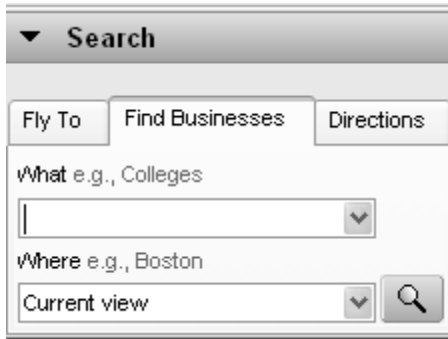 Search
Fly To Find Businesses Directions
What e.g., Colleges
Where e.g., Boston
Current view